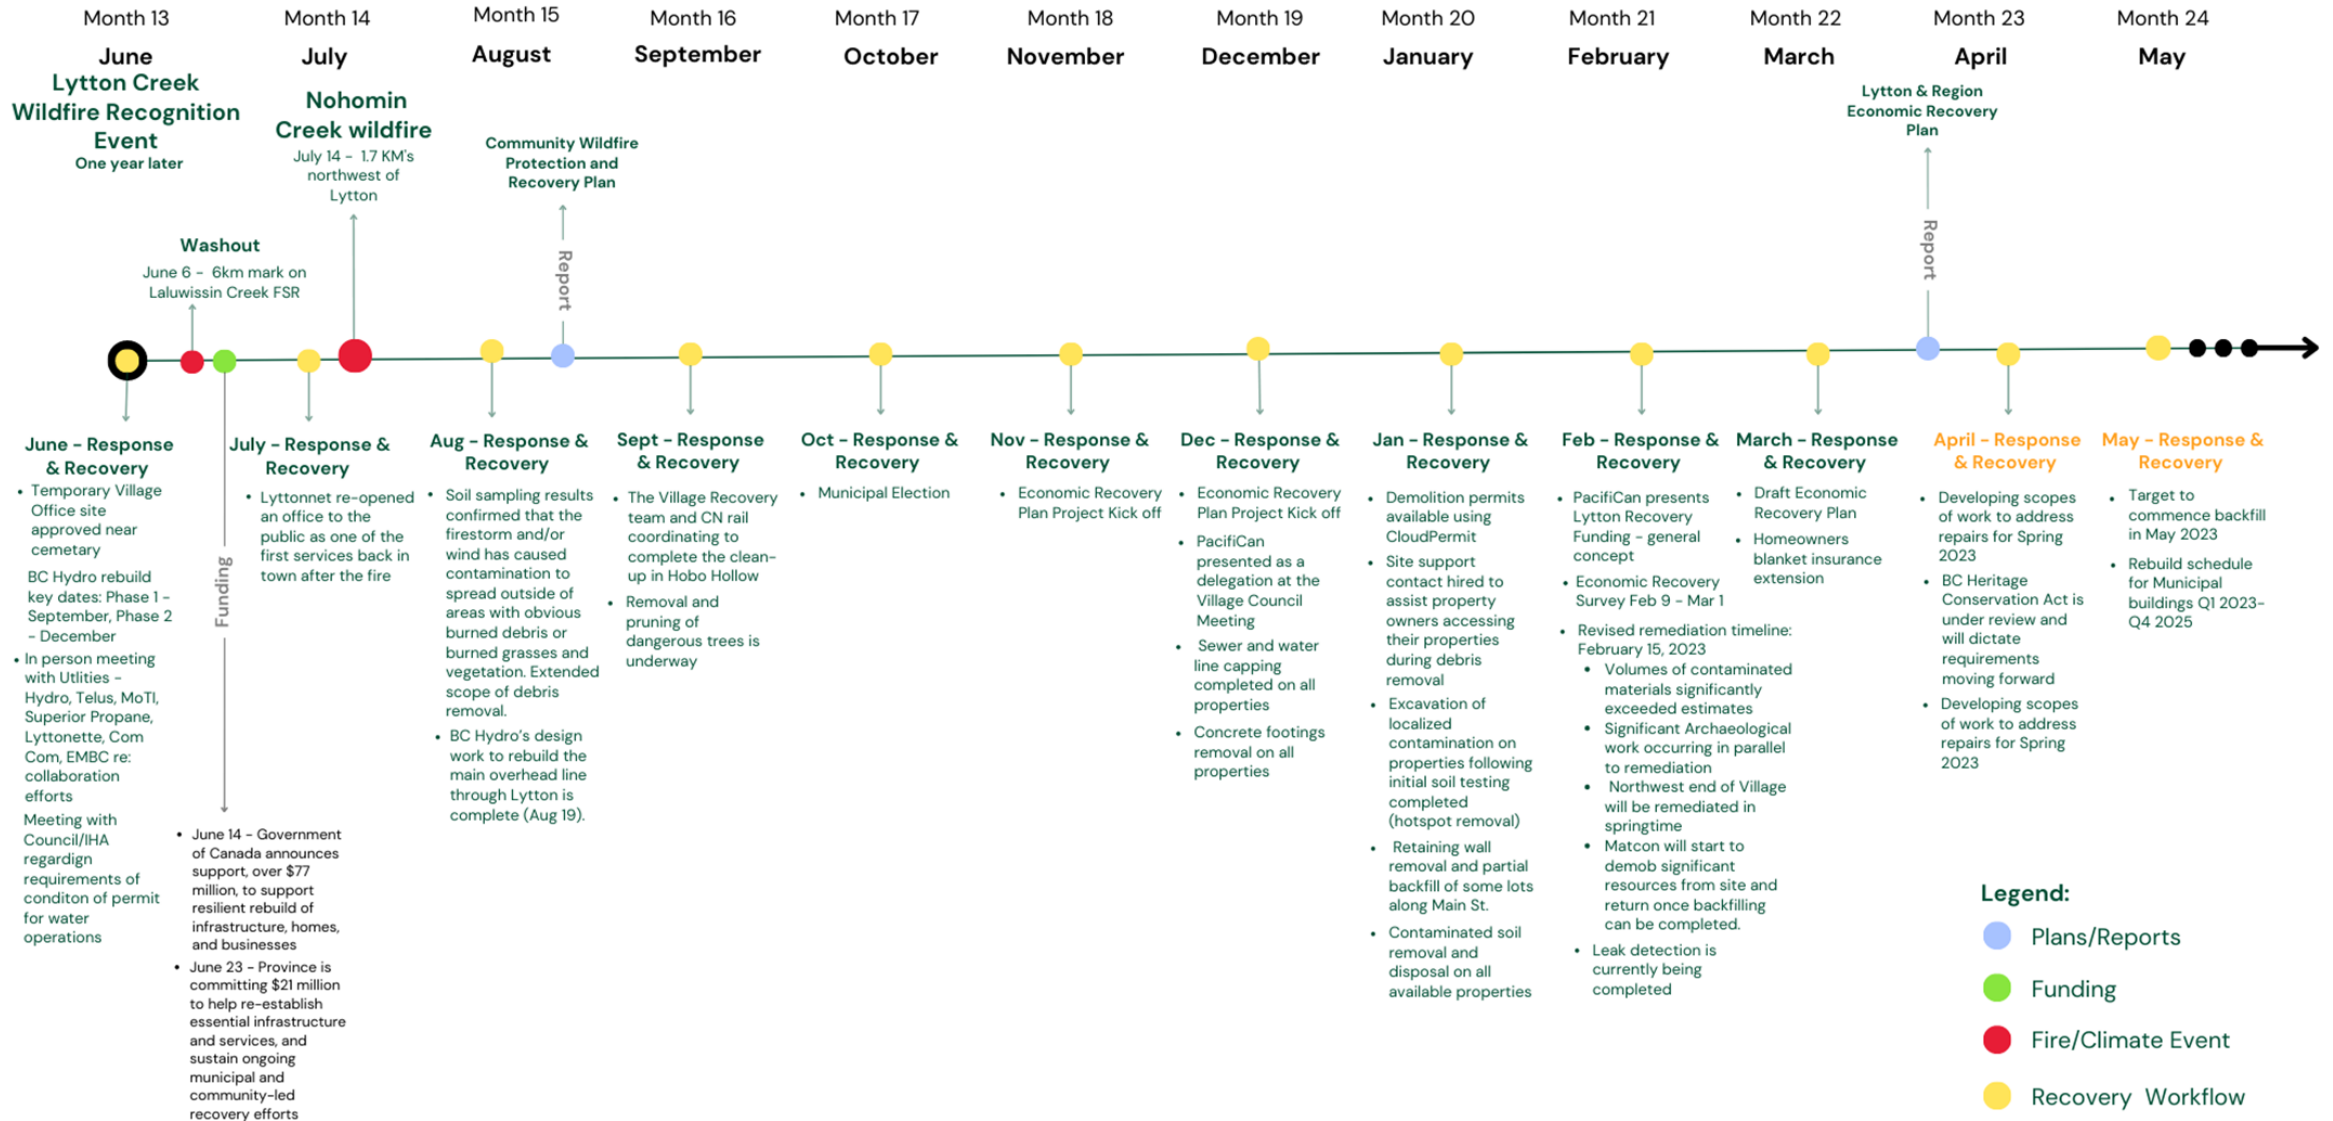 Month 13
Month 14
Month 15
Month 16
Month 17
Month 18
Month 19
Month 20
Month 21
Month 22
Month 23
Month 24
June
July
August
September
October
November
December
January
February
March
April
May
Lytton Creek
Wildfire Recognition
Event
One year later
Nohomin
Creek wildfire
July 14 - 1.7 KM's
northwest of
Lytton
Washout
June 6 - 6km mark on
Laluwissin Creek FSR
Community Wildfire
Protection and
Recovery Plan
Report
Lytton & Region
Economic Recovery
Plan
Report
June - Response
& Recovery
• Temporary Village
Office site
approved near
cemetary
BC Hydro rebuild
key dates: Phase 1 -
September, Phase 2
- December
• In person meeting
with Utlities -
Hydro, Telus, MoTI,
Superior Propane,
Lyttonette, Com
Com, EMBC re:
collaboration
efforts
Meeting with
Council/IHA
regardign
requirements of
conditon of permit
for water
operations
Funding
• June 14 - Government
of Canada announces
support, over $77
million, to support
resilient rebuild of
infrastructure, homes,
and businesses
• June 23 - Province is
committing $21 million
to help re-establish
essential infrastructure
and services, and
sustain ongoing
municipal and
community-led
recovery efforts
July - Response &
Recovery
• Lyttonnet re-opened
an office to the
public as one of the
first services back in
town after the fire
Aug - Response &
Recovery
• Soil sampling results
confirmed that the
firestorm and/or
wind has caused
contamination to
spread outside of
areas with obvious
burned debris or
burned grasses and
vegetation. Extended
scope of debris
removal.
• BC Hydro's design
work to rebuild the
main overhead line
through Lytton is
complete (Aug 19).
Sept - Response
& Recovery
• The Village Recovery
team and CN rail
coordinating to
complete the clean-
up in Hobo Hollow
• Removal and
pruning of
dangerous trees is
underway
Oct - Response &
Recovery
• Municipal Election
Nov - Response &
Recovery
• Economic Recovery
Plan Project Kick off
Dec - Response &
Recovery
• Economic Recovery
Plan Project Kick off
• PacifiCan
presented as a
delegation at the
Village Council
Meeting
• Sewer and water
line capping
completed on all
properties
• Concrete footings
removal on all
properties
Jan - Response &
Recovery
• Demolition permits
available using
CloudPermit
• Site support
contact hired to
assist property
owners accessing
their properties
during debris
removal
• Excavation of
localized
contamination on
properties following
initial soil testing
completed
(hotspot removal)
• Retaining wall
removal and partial
backfill of some lots
along Main St.
• Contaminated soil
removal and
disposal on all
available properties
Feb - Response &
Recovery
• PacifiCan presents
Lytton Recovery
Funding - general
concept
• Economic Recovery
Survey Feb 9 - Mar 1
• Revised remediation timeline:
February 15, 2023
• Volumes of contaminated
materials significantly
exceeded estimates
• Significant Archaeological
work occurring in parallel
to remediation
• Northwest end of Village
will be remediated in
springtime
• Matcon will start to
demob significant
resources from site and
return once backfilling
can be completed.
• Leak detection is
currently being
completed
March - Response
& Recovery
• Draft Economic
Recovery Plan
• Homeowners
blanket insurance
extension
April - Response
& Recovery
• Developing scopes
of work to address
repairs for Spring
2023
• BC Heritage
Conservation Act is
under review and
will dictate
requirements
moving forward
• Developing scopes
of work to address
repairs for Spring
2023
May - Response &
Recovery
• Target to
commence backfill
in May 2023
• Rebuild schedule
for Municipal
buildings Q1 2023-
Q4 2025
Legend:
Plans/Reports
Funding
Fire/Climate Event
Recovery Workflow